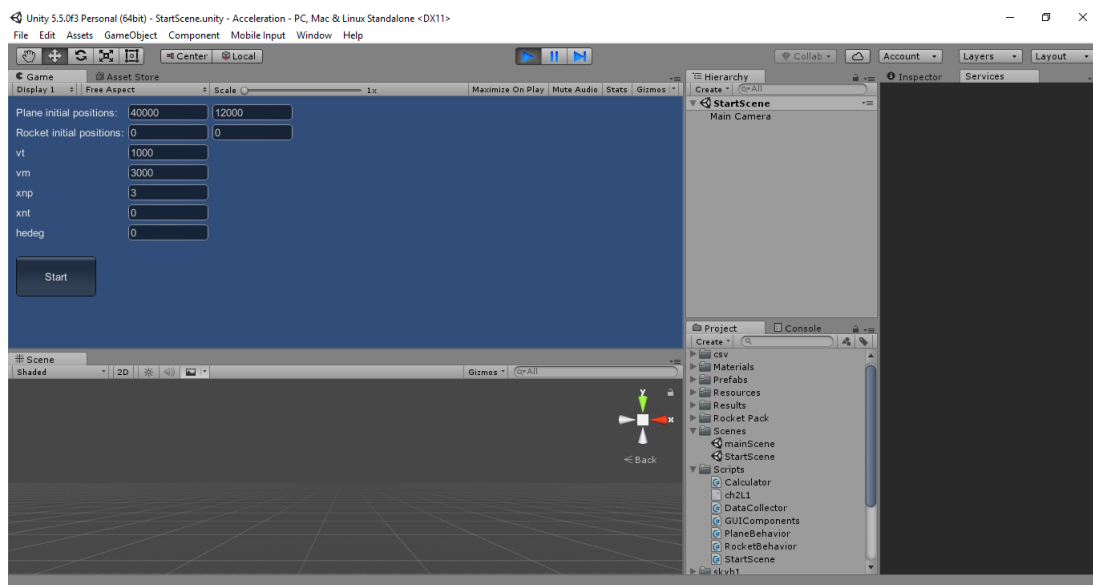 Unity 5.5.0f3 Personal (64bit) - StartScene.unity - Acceleration - PC, Mac & Linux Standalone <DX11>
File Edit Assets GameObject Component Mobile Input Window Help
Center Local Collab Account Layers Layout
Game Asset Store
Display 1 Free Aspect Scale 1x Maximize On Play Mute Audio Stats Gizmos
Plane initial positions: 40000 12000
Rocket initial positions: 0 0
vt 1000
vm 3000
xnp 3
xnt 0
hedeg 0
Start
Scene
Shaded 2D Gizmos All
y
x
Back
Hierarchy
Create All
StartScene
Main Camera
Project Console
Create
csv
Materials
Prefabs
Resources
Results
Rocket Pack
Scenes
mainScene
StartScene
Scripts
Calculator
ch2L1
DataCollector
GUIComponents
PlaneBehavior
RocketBehavior
StartScene
skyb1
Inspector Services